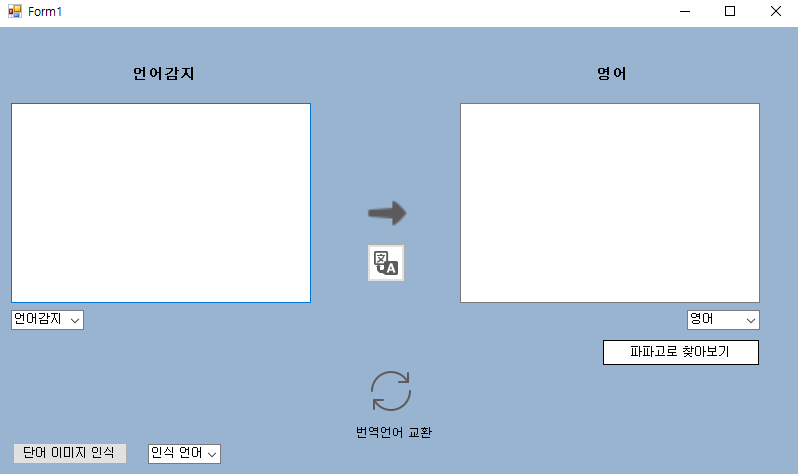 Form1
언어감지
영어
文
A
언어감지
영어
파파고로 찾아보기
번역언어 교환
단어 이미지 인식
인식 언어